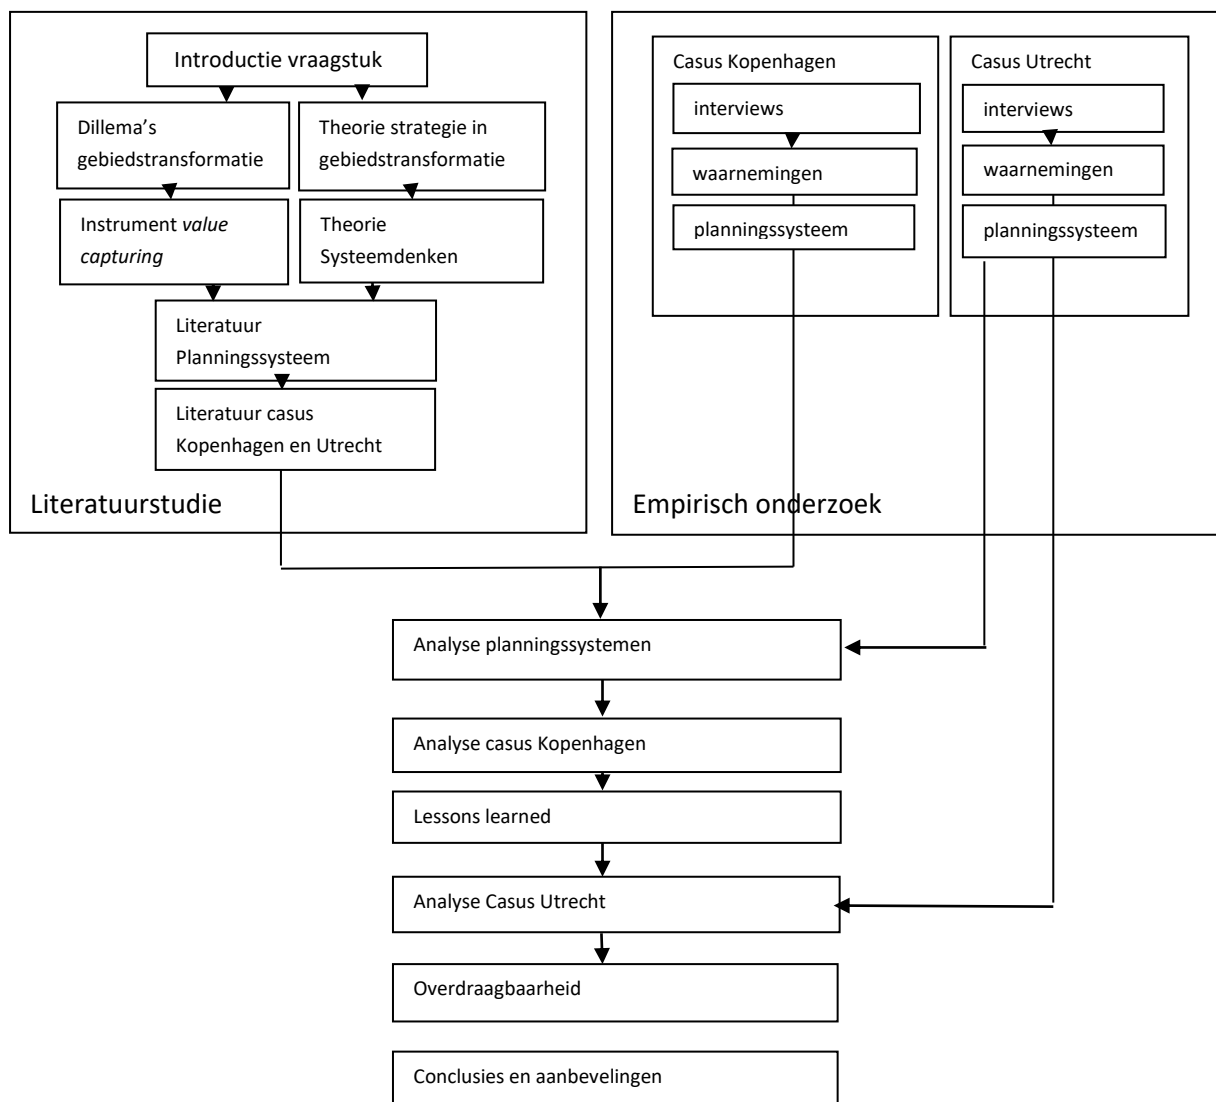 Introductie vraagstuk
Dillema’s
gebiedstransformatie
Theorie strategie in
gebiedstransformatie
Instrument value
capturing
Theorie
Systeemdenken
Literatuur
Planningssysteem
Literatuur casus
Kopenhagen en Utrecht
Literatuurstudie
Casus Kopenhagen
interviews
waarnemingen
planningssysteem
Casus Utrecht
interviews
waarnemingen
planningssysteem
Empirisch onderzoek
Analyse planningssystemen
Analyse casus Kopenhagen
Lessons learned
Analyse Casus Utrecht
Overdraagbaarheid
Conclusies en aanbevelingen